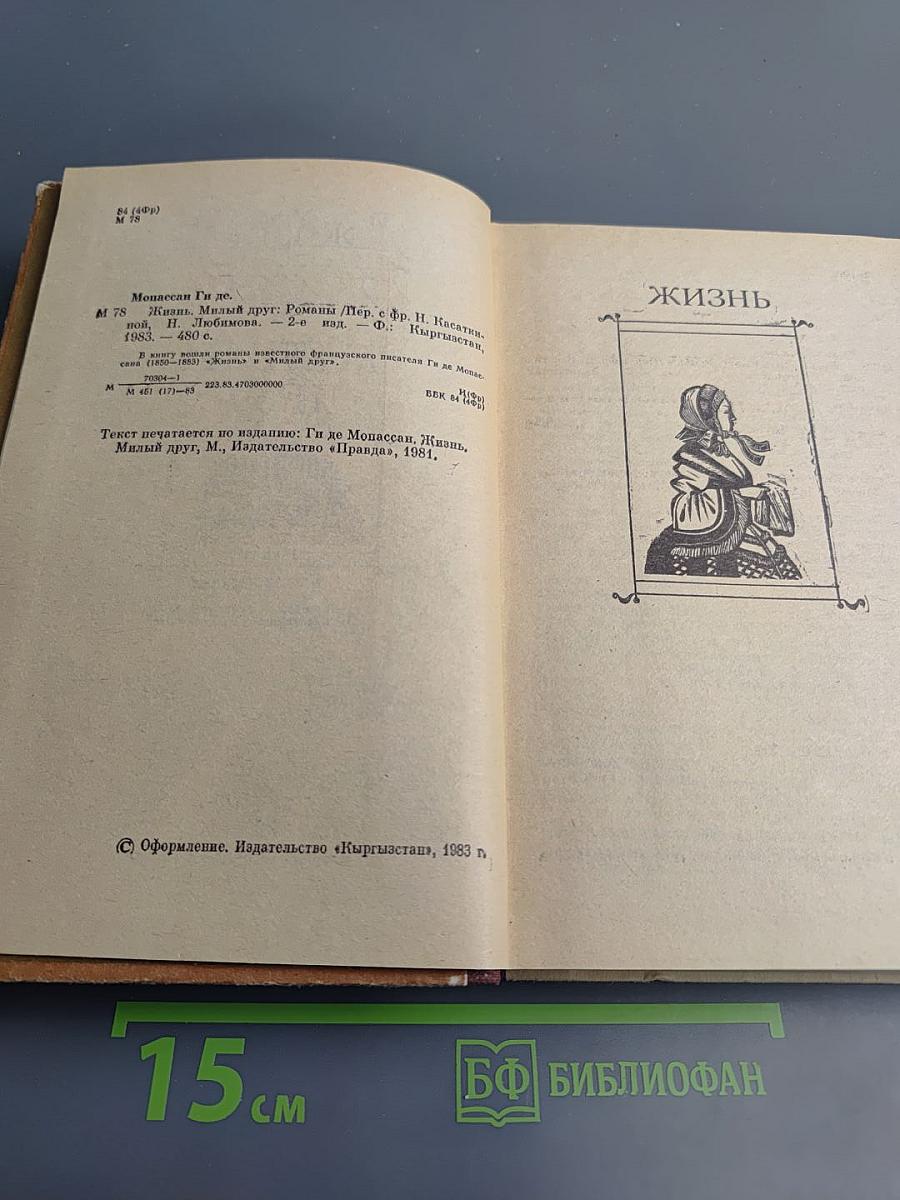 84 (4Фр)
М 78
Мопассан Ги де.
М 78 Жизнь. Милый друг: Романы /Пер. с фр. Н. Касатки-
ной, Н. Любимова. — 2-е изд. — Ф.: Кыргызстан,
1983. — 480 с.
В книгу вошли романы известного французского писателя Ги де Мопас-
сана (1850—1883) «Жизнь» и «Милый друг».
М 70304—1
М 451 (17)—83 223.83.4703000000
И(Фр)
ББК 84 (4Фр)
Текст печатается по изданию: Ги де Мопассан, Жизнь.
Милый друг, М., Издательство «Правда», 1981.
© Оформление. Издательство «Кыргызстан», 1983 г.
ЖИЗНЬ
15 см
БФ БИБЛИОФАН